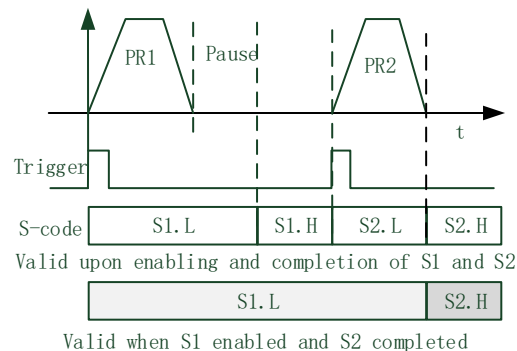 PR1
Pause
PR2
t
Trigger
S-code S1.L S1.H S2.L S2.H
Valid upon enabling and completion of S1 and S2
S1.L S2.H
Valid when S1 enabled and S2 completed